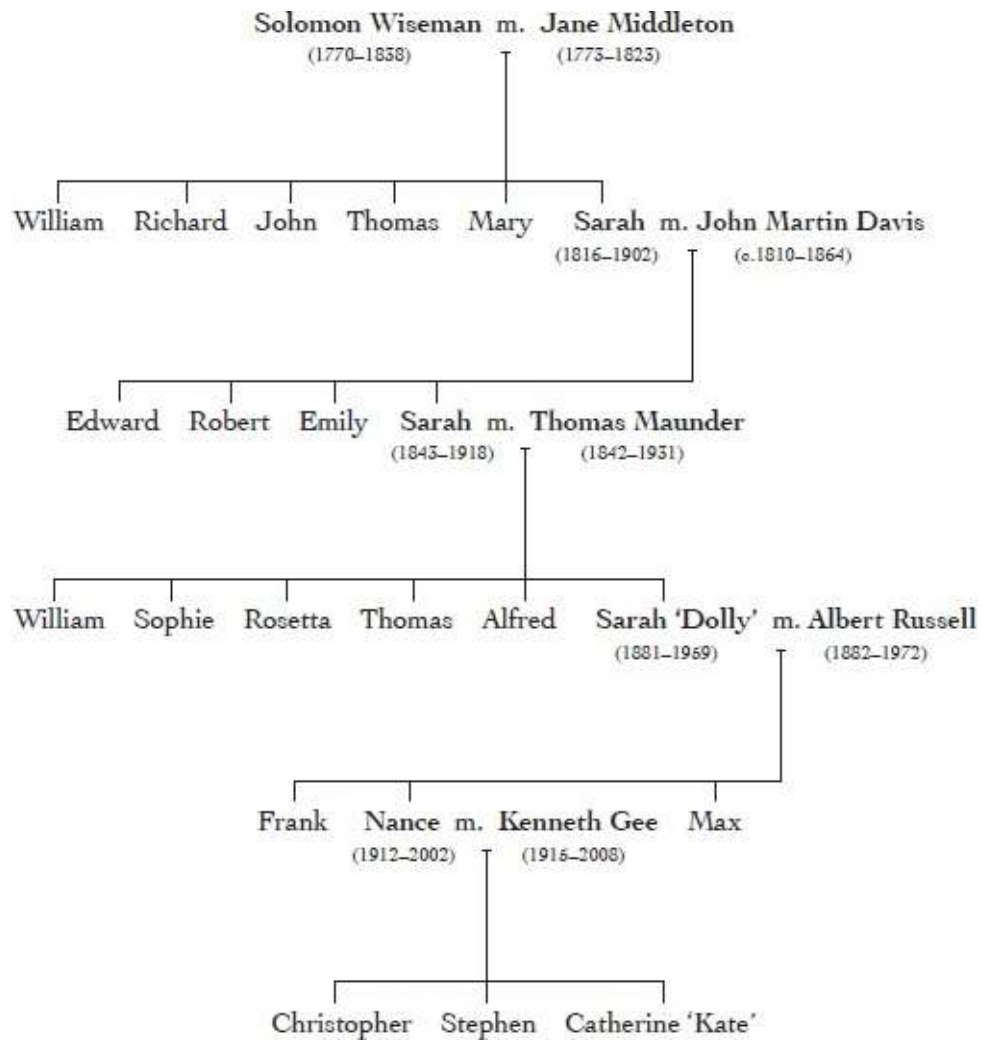 Solomon Wiseman m. Jane Middleton
(1770–1838) (1773–1823)
William Richard John Thomas Mary Sarah m. John Martin Davis
(1816–1902) (c.1810–1864)
Edward Robert Emily Sarah m. Thomas Maunder
(1843–1918) (1842–1931)
William Sophie Rosetta Thomas Alfred Sarah ‘Dolly’ m. Albert Russell
(1881–1969) (1882–1972)
Frank Nance m. Kenneth Gee Max
(1912–2002) (1915–2008)
Christopher Stephen Catherine ‘Kate’